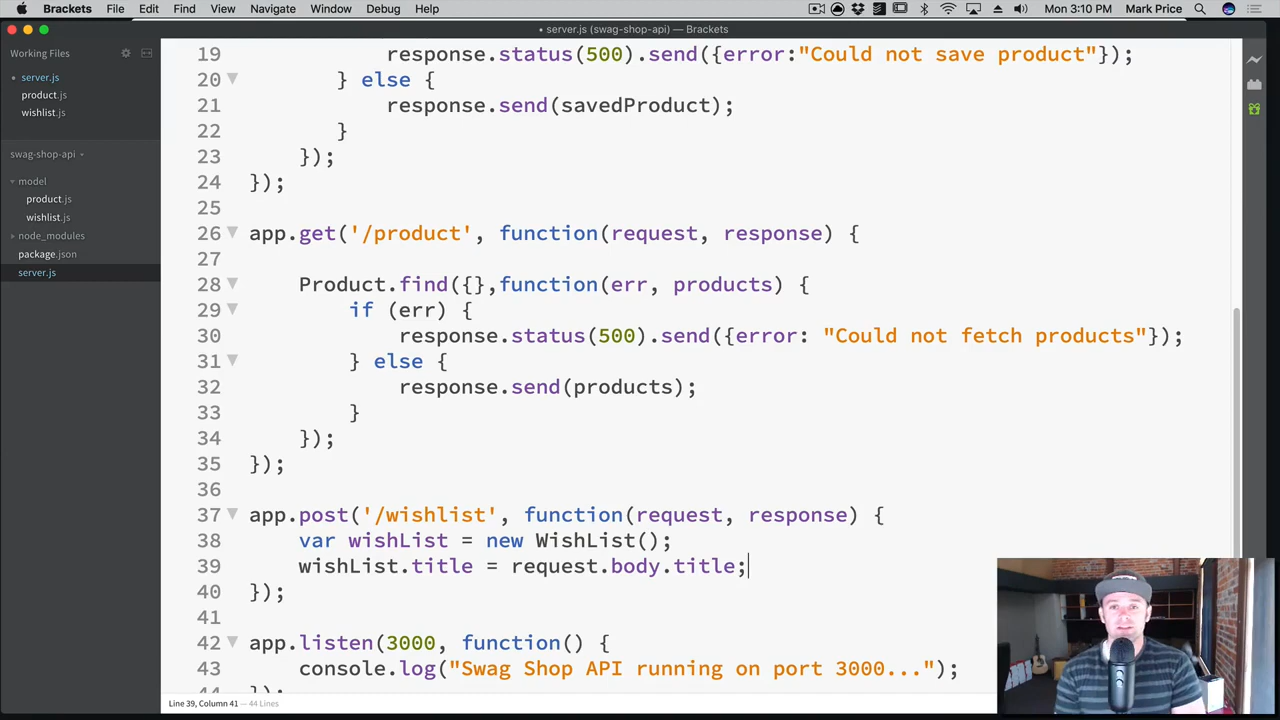 Brackets File Edit Find View Navigate Window Debug Help Mon 3:10 PM Mark Price
• server.js (swag-shop-api) — Brackets
Working Files
• server.js
product.js
wishlist.js
swag-shop-api
model
product.js
wishlist.js
node_modules
package.json
server.js
19 response.status(500).send({error:"Could not save product"});
20 } else {
21 response.send(savedProduct);
22 }
23 });
24 });
25
26 app.get('/product', function(request, response) {
27
28 Product.find({},function(err, products) {
29 if (err) {
30 response.status(500).send({error: "Could not fetch products"});
31 } else {
32 response.send(products);
33 }
34 });
35 });
36
37 app.post('/wishlist', function(request, response) {
38 var wishList = new WishList();
39 wishList.title = request.body.title;
40 });
41
42 app.listen(3000, function() {
43 console.log("Swag Shop API running on port 3000...");
44 });
Line 39, Column 41 — 44 Lines